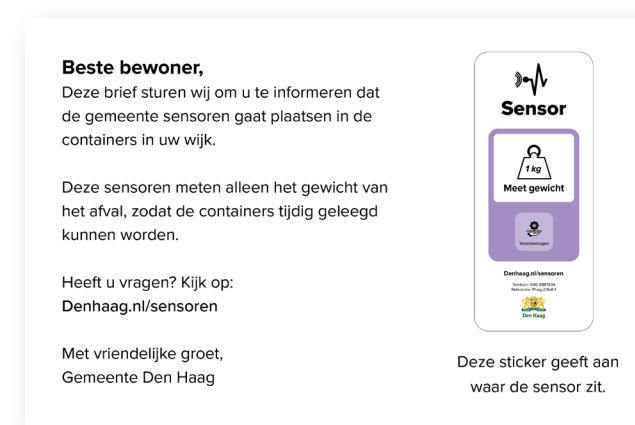 Beste bewoner,
Deze brief sturen wij om u te informeren dat
de gemeente sensoren gaat plaatsen in de
containers in uw wijk.
Deze sensoren meten alleen het gewicht van
het afval, zodat de containers tijdig geleegd
kunnen worden.
Heeft u vragen? Kijk op:
Denhaag.nl/sensoren
Met vriendelijke groet,
Gemeente Den Haag
Sensor
1 kg
Meet gewicht
Voorzieningen
Denhaag.nl/sensoren
Telefoon:
Referentie:
Den Haag
Deze sticker geeft aan
waar de sensor zit.